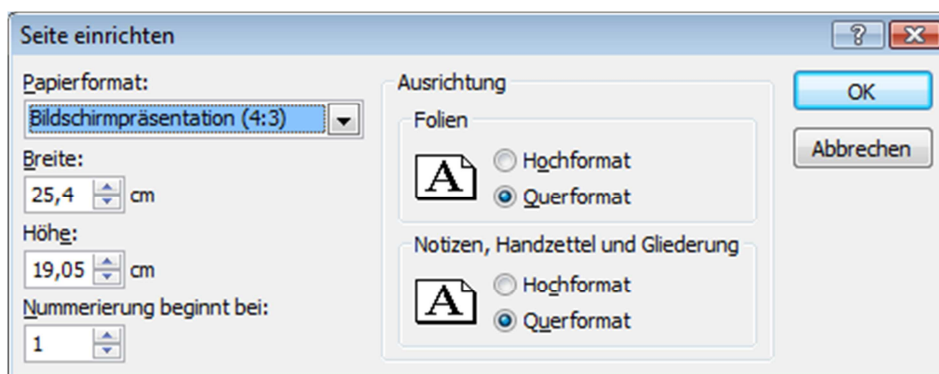 Seite einrichten
Papierformat:
Bildschirmpräsentation (4:3)
Breite:
25,4 cm
Höhe:
19,05 cm
Nummerierung beginnt bei:
1
Ausrichtung
Folien
A
Hochformat
Querformat
Notizen, Handzettel und Gliederung
A
Hochformat
Querformat
OK
Abbrechen